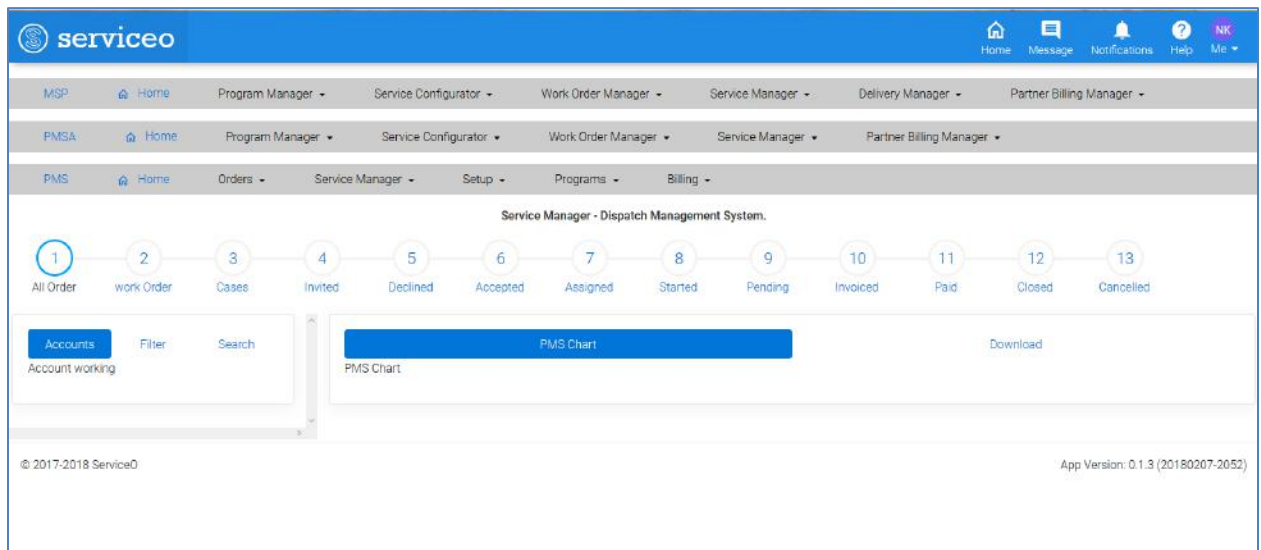 serviceo
Home Message Notifications Help NK Me
MSP Home Program Manager Service Configurator Work Order Manager Service Manager Delivery Manager Partner Billing Manager
PMSA Home Program Manager Service Configurator Work Order Manager Service Manager Partner Billing Manager
PMS Home Orders Service Manager Setup Programs Billing
Service Manager - Dispatch Management System.
1 2 3 4 5 6 7 8 9 10 11 12 13
All Order work Order Cases Invited Declined Accepted Assigned Started Pending Invoiced Paid Closed Cancelled
Accounts Filter Search
Account working
PMS Chart Download
PMS Chart
© 2017-2018 ServiceO
App Version: 0.1.3 (20180207-2052)